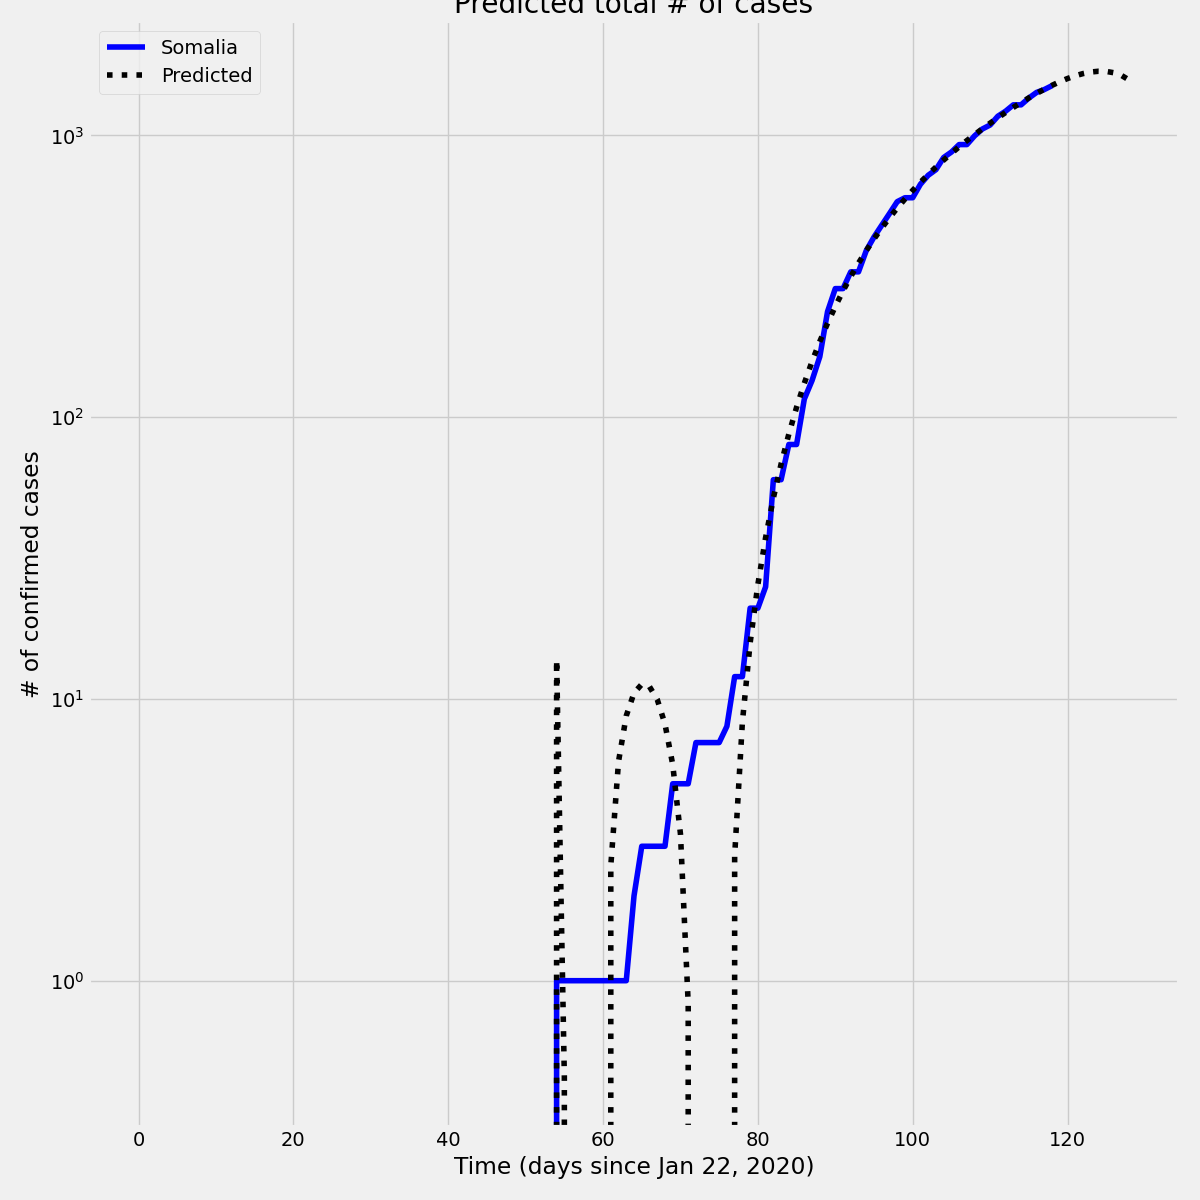 Predicted total # of cases
Somalia
Predicted
# of confirmed cases
10³
10²
10¹
10⁰
0 20 40 60 80 100 120
Time (days since Jan 22, 2020)